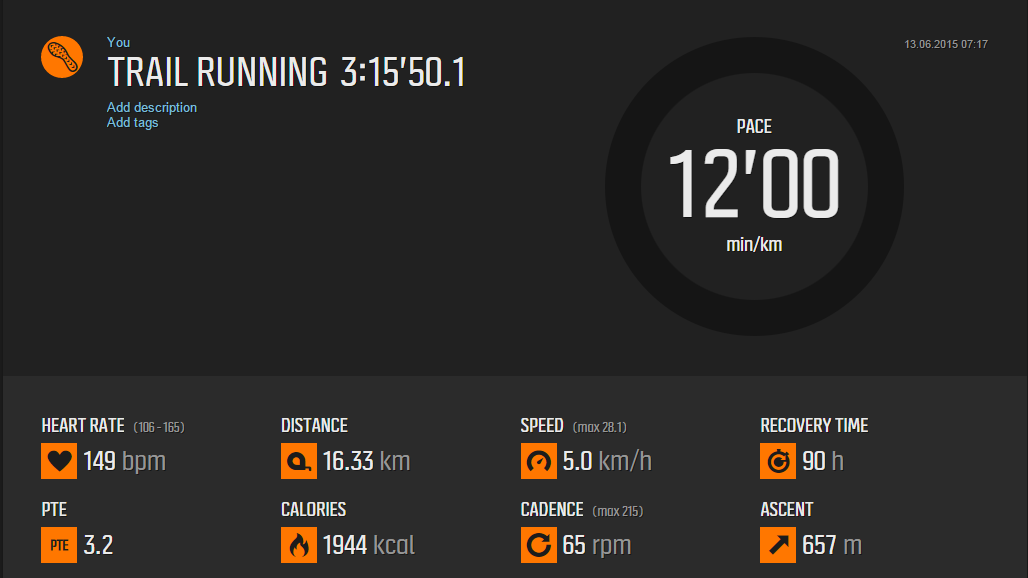 You
13.06.2015 07:17
TRAIL RUNNING 3:15'50.1
Add description
Add tags
PACE
12'00
min/km
HEART RATE (106-165)
149 bpm
DISTANCE
16.33 km
SPEED (max 28.1)
5.0 km/h
RECOVERY TIME
90 h
PTE
PTE 3.2
CALORIES
1944 kcal
CADENCE (max 215)
65 rpm
ASCENT
657 m